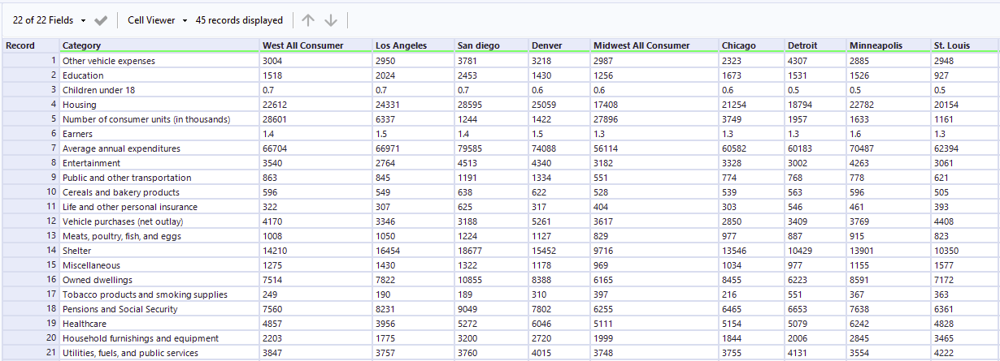 22 of 22 Fields Cell Viewer 45 records displayed
Record Category West All Consumer Los Angeles San diego Denver Midwest All Consumer Chicago Detroit Minneapolis St. Louis
1 Other vehicle expenses 3004 2950 3781 3218 2987 2323 4307 2885 2948
2 Education 1518 2024 2453 1430 1256 1673 1531 1526 927
3 Children under 18 0.7 0.7 0.7 0.6 0.6 0.6 0.5 0.5 0.5
4 Housing 22612 24331 28595 25059 17408 21254 18794 22782 20154
5 Number of consumer units (in thousands) 28601 6337 1244 1422 27896 3749 1957 1633 1161
6 Earners 1.4 1.5 1.4 1.5 1.3 1.3 1.3 1.6 1.3
7 Average annual expenditures 66704 66971 79585 74088 56114 60582 60183 70487 62394
8 Entertainment 3540 2764 4513 4340 3182 3328 3002 4263 3061
9 Public and other transportation 863 845 1191 1334 551 774 768 778 621
10 Cereals and bakery products 596 549 638 622 528 539 563 596 505
11 Life and other personal insurance 322 307 625 317 404 303 546 461 393
12 Vehicle purchases (net outlay) 4170 3346 3188 5261 3617 2850 3409 3769 4408
13 Meats, poultry, fish, and eggs 1008 1050 1224 1127 829 977 887 915 823
14 Shelter 14210 16454 18677 15452 9716 13546 10429 13901 10350
15 Miscellaneous 1275 1430 1322 1178 969 1034 977 1155 1577
16 Owned dwellings 7514 7822 10855 8388 6165 8455 6223 8591 7172
17 Tobacco products and smoking supplies 249 190 189 310 397 216 551 367 363
18 Pensions and Social Security 7560 8231 9049 7802 6255 6465 6653 7638 6361
19 Healthcare 4857 3956 5272 6046 5111 5154 5079 6242 4828
20 Household furnishings and equipment 2203 1775 3200 2720 1999 1844 2006 2845 3465
21 Utilities, fuels, and public services 3847 3757 3760 4015 3748 3755 4131 3554 4222